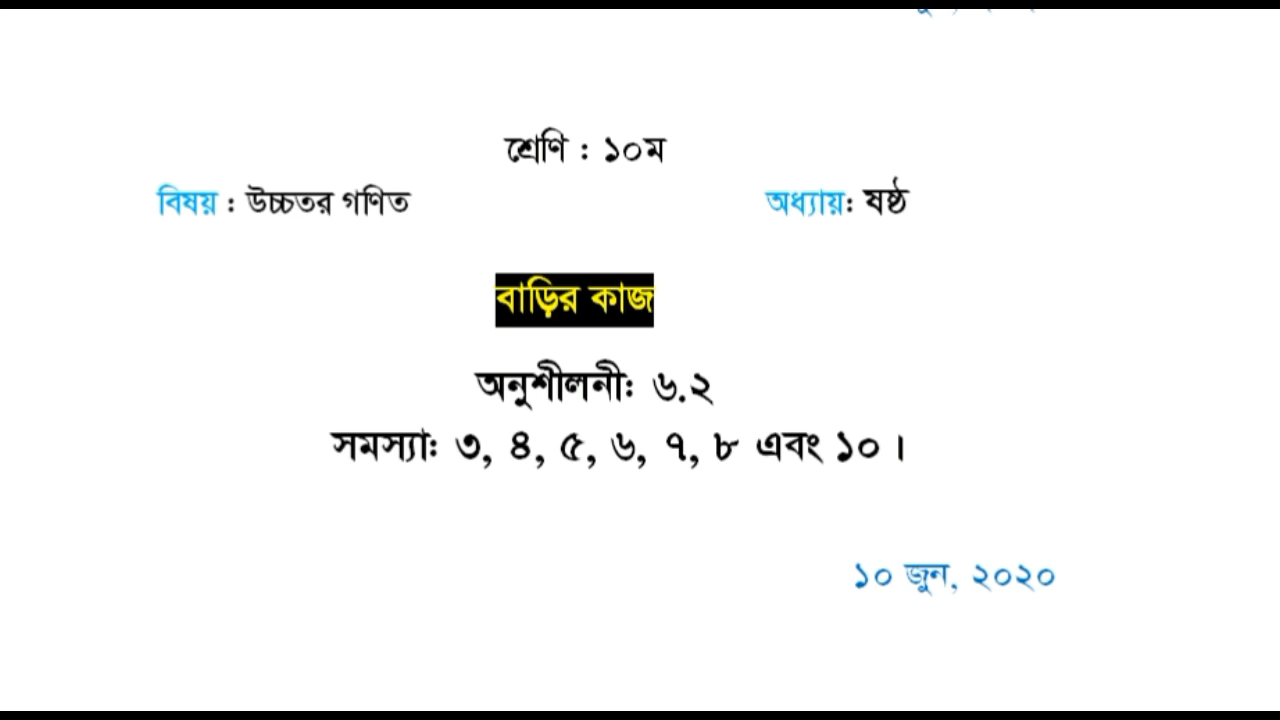 শ্রেণি : ১০ম
বিষয় : উচ্চতর গণিত অধ্যায়: ষষ্ঠ
বাড়ির কাজ
অনুশীলনী: ৬.২
সমস্যা: ৩, ৪, ৫, ৬, ৭, ৮ এবং ১০ ।
১০ জুন, ২০২০